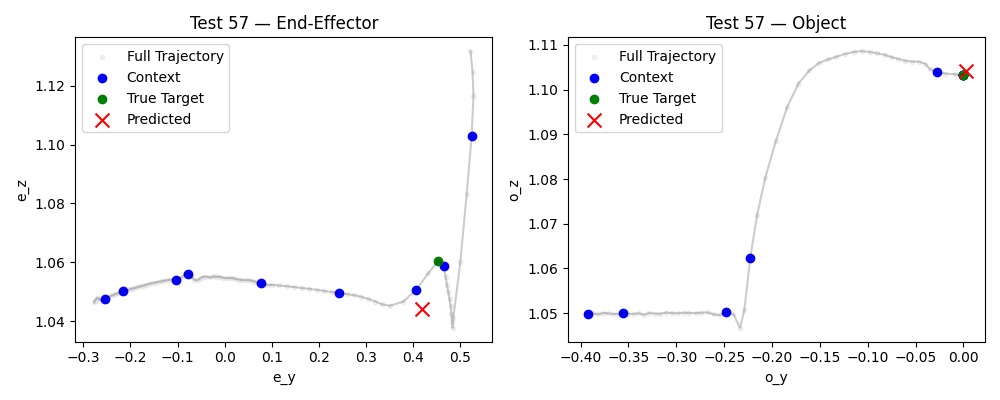 Test 57 — End-Effector
Full Trajectory
Context
True Target
Predicted
e_z
1.12
1.10
1.08
1.06
1.04
−0.3
−0.2
−0.1
0.0
0.1
0.2
0.3
0.4
0.5
e_y
Test 57 — Object
Full Trajectory
Context
True Target
Predicted
o_z
1.11
1.10
1.09
1.08
1.07
1.06
1.05
−0.40
−0.35
−0.30
−0.25
−0.20
−0.15
−0.10
−0.05
0.00
o_y